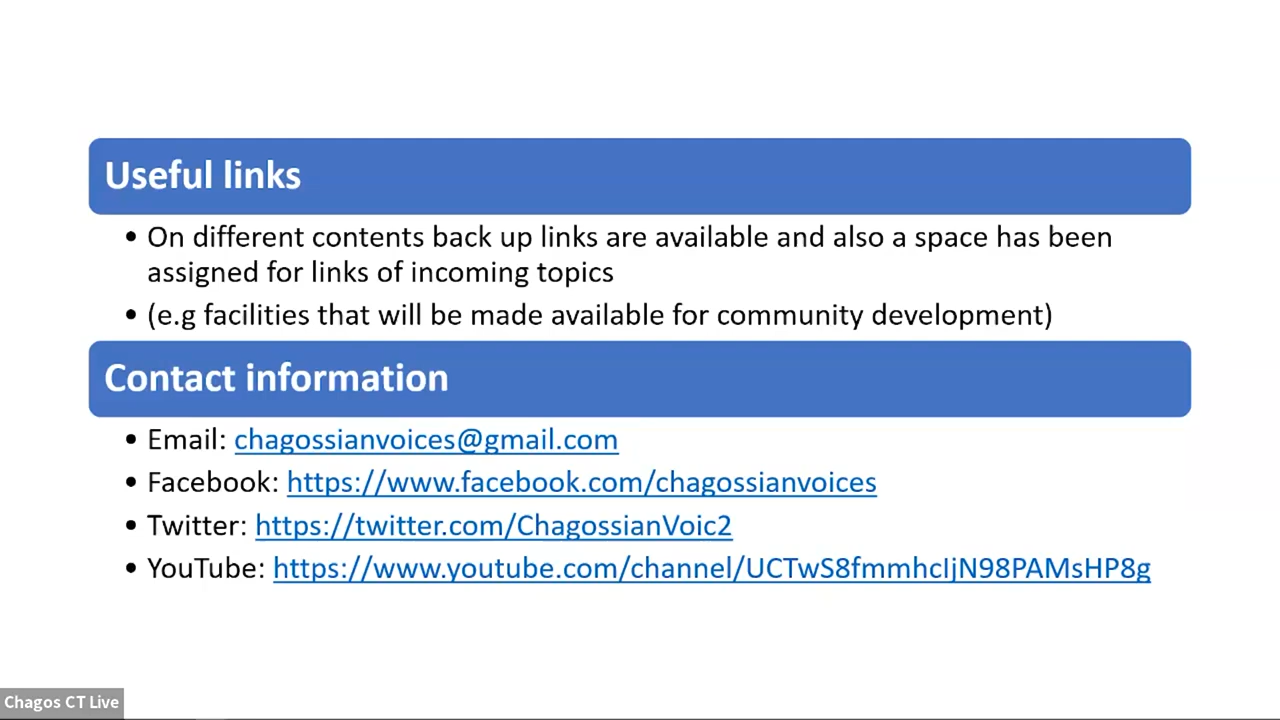 Useful links
• On different contents back up links are available and also a space has been
assigned for links of incoming topics
• (e.g facilities that will be made available for community development)
Contact information
• Email: chagossianvoices@gmail.com
• Facebook: https://www.facebook.com/chagossianvoices
• Twitter: https://twitter.com/ChagossianVoic2
• YouTube: https://www.youtube.com/channel/UCTwS8fmmhcIjN98PAMsHP8g
Chagos CT Live